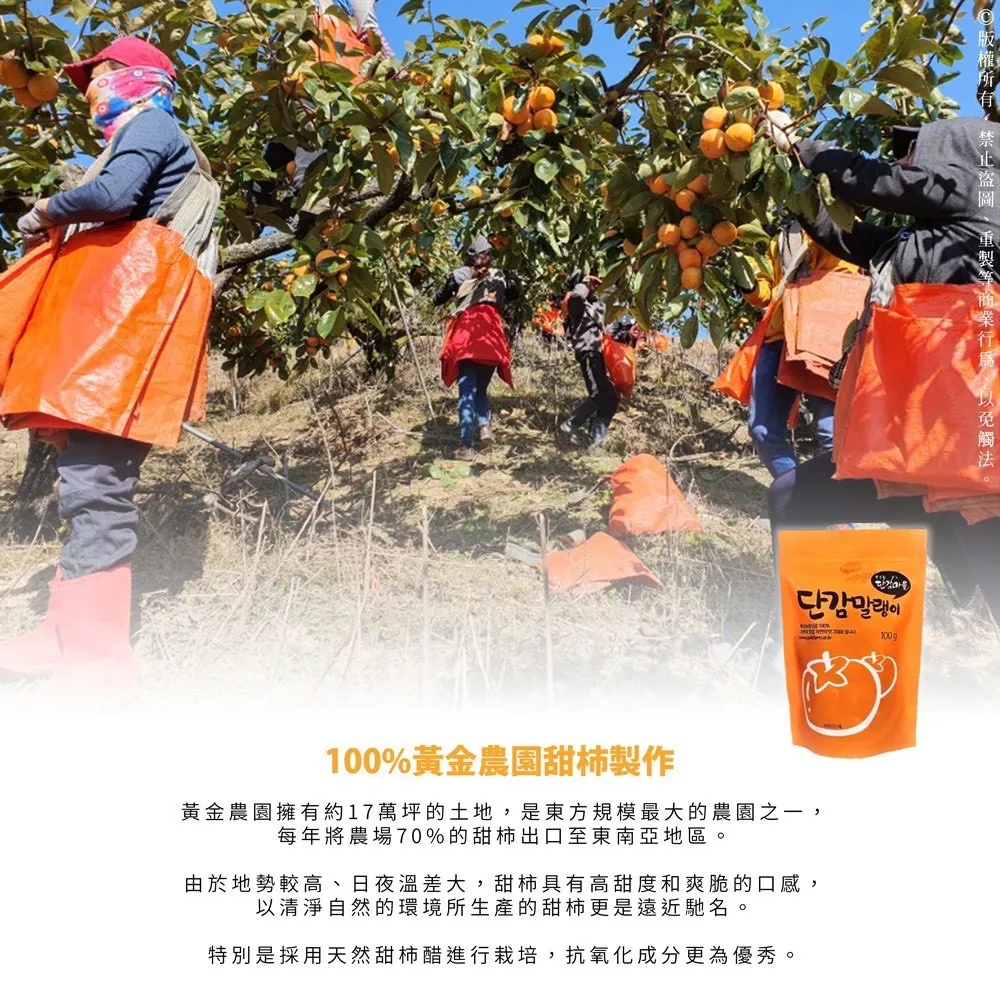 ©版權所有，禁止盜圖、重製等商業行為，以免觸法。
단감마을
단감말랭이
100g
100%黃金農園甜柿製作
黃金農園擁有約17萬坪的土地，是東方規模最大的農園之一，
每年將農場70%的甜柿出口至東南亞地區。
由於地勢較高、日夜溫差大，甜柿具有高甜度和爽脆的口感，
以清淨自然的環境所生產的甜柿更是遠近馳名。
特別是採用天然甜柿醋進行栽培，抗氧化成分更為優秀。